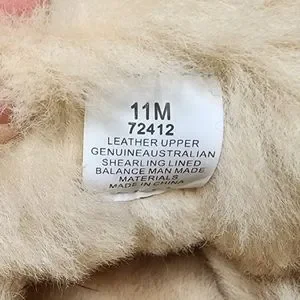 11M
72412
LEATHER UPPER
GENUINEAUSTRALIAN
SHEARLING LINED
BALANCE MAN MADE
MATERIALS
MADE IN CHINA